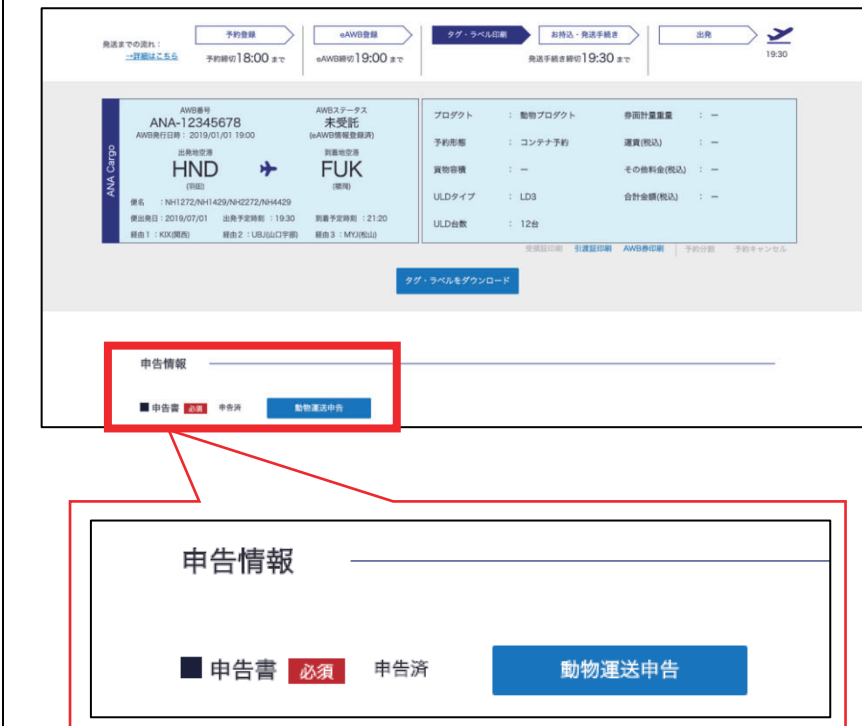 予約登録 eAWB登録 タグ・ラベル印刷 お持込・発送手続き 出発
発送までの流れ：
→詳細はこちら 予約締切18:00 まで eAWB締切19:00 まで 発送手続き締切19:30 まで 19:30
ANA Cargo
AWB番号 AWBステータス
ANA-12345678 未受託
AWB発行日時：2019/01/01 19:00 (eAWB情報登録済)
出発地空港 到着地空港
HND FUK
(羽田) (福岡)
便名 ：NH1272/NH1429/NH2272/NH4429
便出発日：2019/07/01 出発予定時刻 ：19:30 到着予定時刻 ：21:20
経由1 ：KIX(関西) 経由2 ：UBJ(山口宇部) 経由3 ：MYJ(松山)
プロダクト ： 動物プロダクト 券面計量重量 ： ー
予約形態 ： コンテナ予約 運賃(税込) ： ー
貨物容積 ： ー その他料金(税込) ： ー
ULDタイプ ： LD3 合計金額(税込) ： ー
ULD台数 ： 12台
受領証印刷 引渡証印刷 AWB券印刷 予約分割 予約キャンセル
タグ・ラベルをダウンロード
申告情報
■ 申告書 必須 申告済 動物運送申告
申告情報
■ 申告書 必須 申告済 動物運送申告